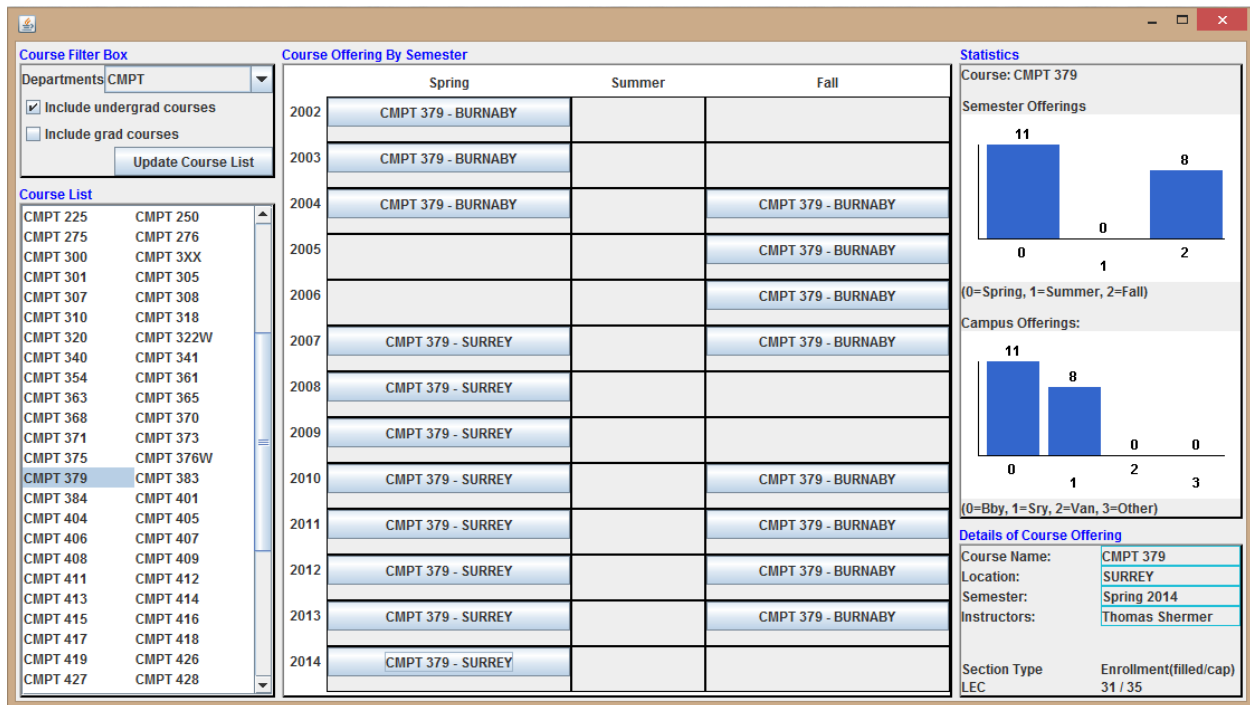 Course Filter Box
Departments CMPT
Include undergrad courses
Include grad courses
Update Course List
Course List
CMPT 225 CMPT 250
CMPT 275 CMPT 276
CMPT 300 CMPT 3XX
CMPT 301 CMPT 305
CMPT 307 CMPT 308
CMPT 310 CMPT 318
CMPT 320 CMPT 322W
CMPT 340 CMPT 341
CMPT 354 CMPT 361
CMPT 363 CMPT 365
CMPT 368 CMPT 370
CMPT 371 CMPT 373
CMPT 375 CMPT 376W
CMPT 379 CMPT 383
CMPT 384 CMPT 401
CMPT 404 CMPT 405
CMPT 406 CMPT 407
CMPT 408 CMPT 409
CMPT 411 CMPT 412
CMPT 413 CMPT 414
CMPT 415 CMPT 416
CMPT 417 CMPT 418
CMPT 419 CMPT 426
CMPT 427 CMPT 428
Course Offering By Semester
Spring Summer Fall
2002 CMPT 379 - BURNABY
2003 CMPT 379 - BURNABY
2004 CMPT 379 - BURNABY CMPT 379 - BURNABY
2005 CMPT 379 - BURNABY
2006 CMPT 379 - BURNABY
2007 CMPT 379 - SURREY CMPT 379 - BURNABY
2008 CMPT 379 - SURREY
2009 CMPT 379 - SURREY
2010 CMPT 379 - SURREY CMPT 379 - BURNABY
2011 CMPT 379 - SURREY CMPT 379 - BURNABY
2012 CMPT 379 - SURREY CMPT 379 - BURNABY
2013 CMPT 379 - SURREY CMPT 379 - BURNABY
2014 CMPT 379 - SURREY
Statistics
Course: CMPT 379
Semester Offerings
11 0 8
0 1 2
(0=Spring, 1=Summer, 2=Fall)
Campus Offerings:
11 8 0 0
0 1 2 3
(0=Bby, 1=Sry, 2=Van, 3=Other)
Details of Course Offering
Course Name: CMPT 379
Location: SURREY
Semester: Spring 2014
Instructors: Thomas Shermer
Section Type Enrollment(filled/cap)
LEC 31 / 35